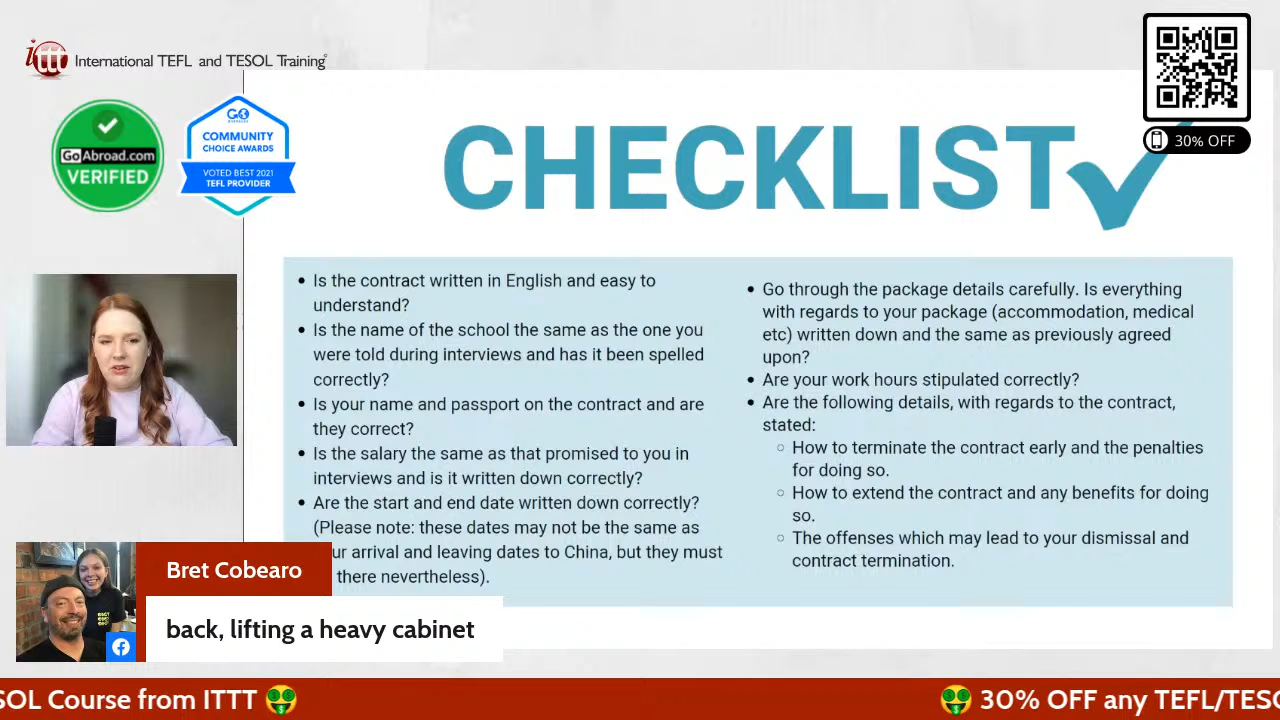 ittt International TEFL and TESOL Training
30% OFF
GoAbroad.com
VERIFIED
GO
COMMUNITY
CHOICE AWARDS
VOTED BEST 2021
TEFL PROVIDER
CHECKLIST
• Is the contract written in English and easy to
understand?
• Is the name of the school the same as the one you
were told during interviews and has it been spelled
correctly?
• Is your name and passport on the contract and are
they correct?
• Is the salary the same as that promised to you in
interviews and is it written down correctly?
• Are the start and end date written down correctly?
(Please note: these dates may not be the same as
ur arrival and leaving dates to China, but they must
there nevertheless).
• Go through the package details carefully. Is everything
with regards to your package (accommodation, medical
etc) written down and the same as previously agreed
upon?
• Are your work hours stipulated correctly?
• Are the following details, with regards to the contract,
stated:
○ How to terminate the contract early and the penalties
for doing so.
○ How to extend the contract and any benefits for doing
so.
○ The offenses which may lead to your dismissal and
contract termination.
Bret Cobearo
back, lifting a heavy cabinet
SOL Course from ITTT 🤑 🤑 30% OFF any TEFL/TESO